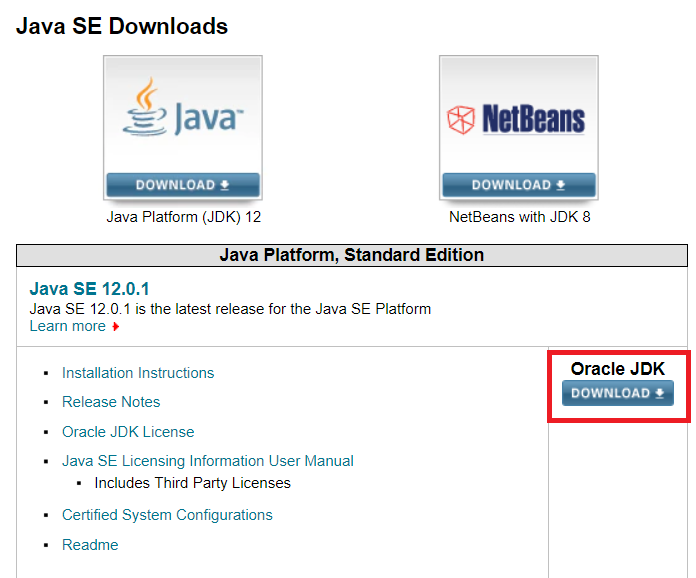 Java SE Downloads
Java™
NetBeans
DOWNLOAD
DOWNLOAD
Java Platform (JDK) 12
NetBeans with JDK 8
Java Platform, Standard Edition
Java SE 12.0.1
Java SE 12.0.1 is the latest release for the Java SE Platform
Learn more
Installation Instructions
Release Notes
Oracle JDK License
Java SE Licensing Information User Manual
Includes Third Party Licenses
Certified System Configurations
Readme
Oracle JDK
DOWNLOAD